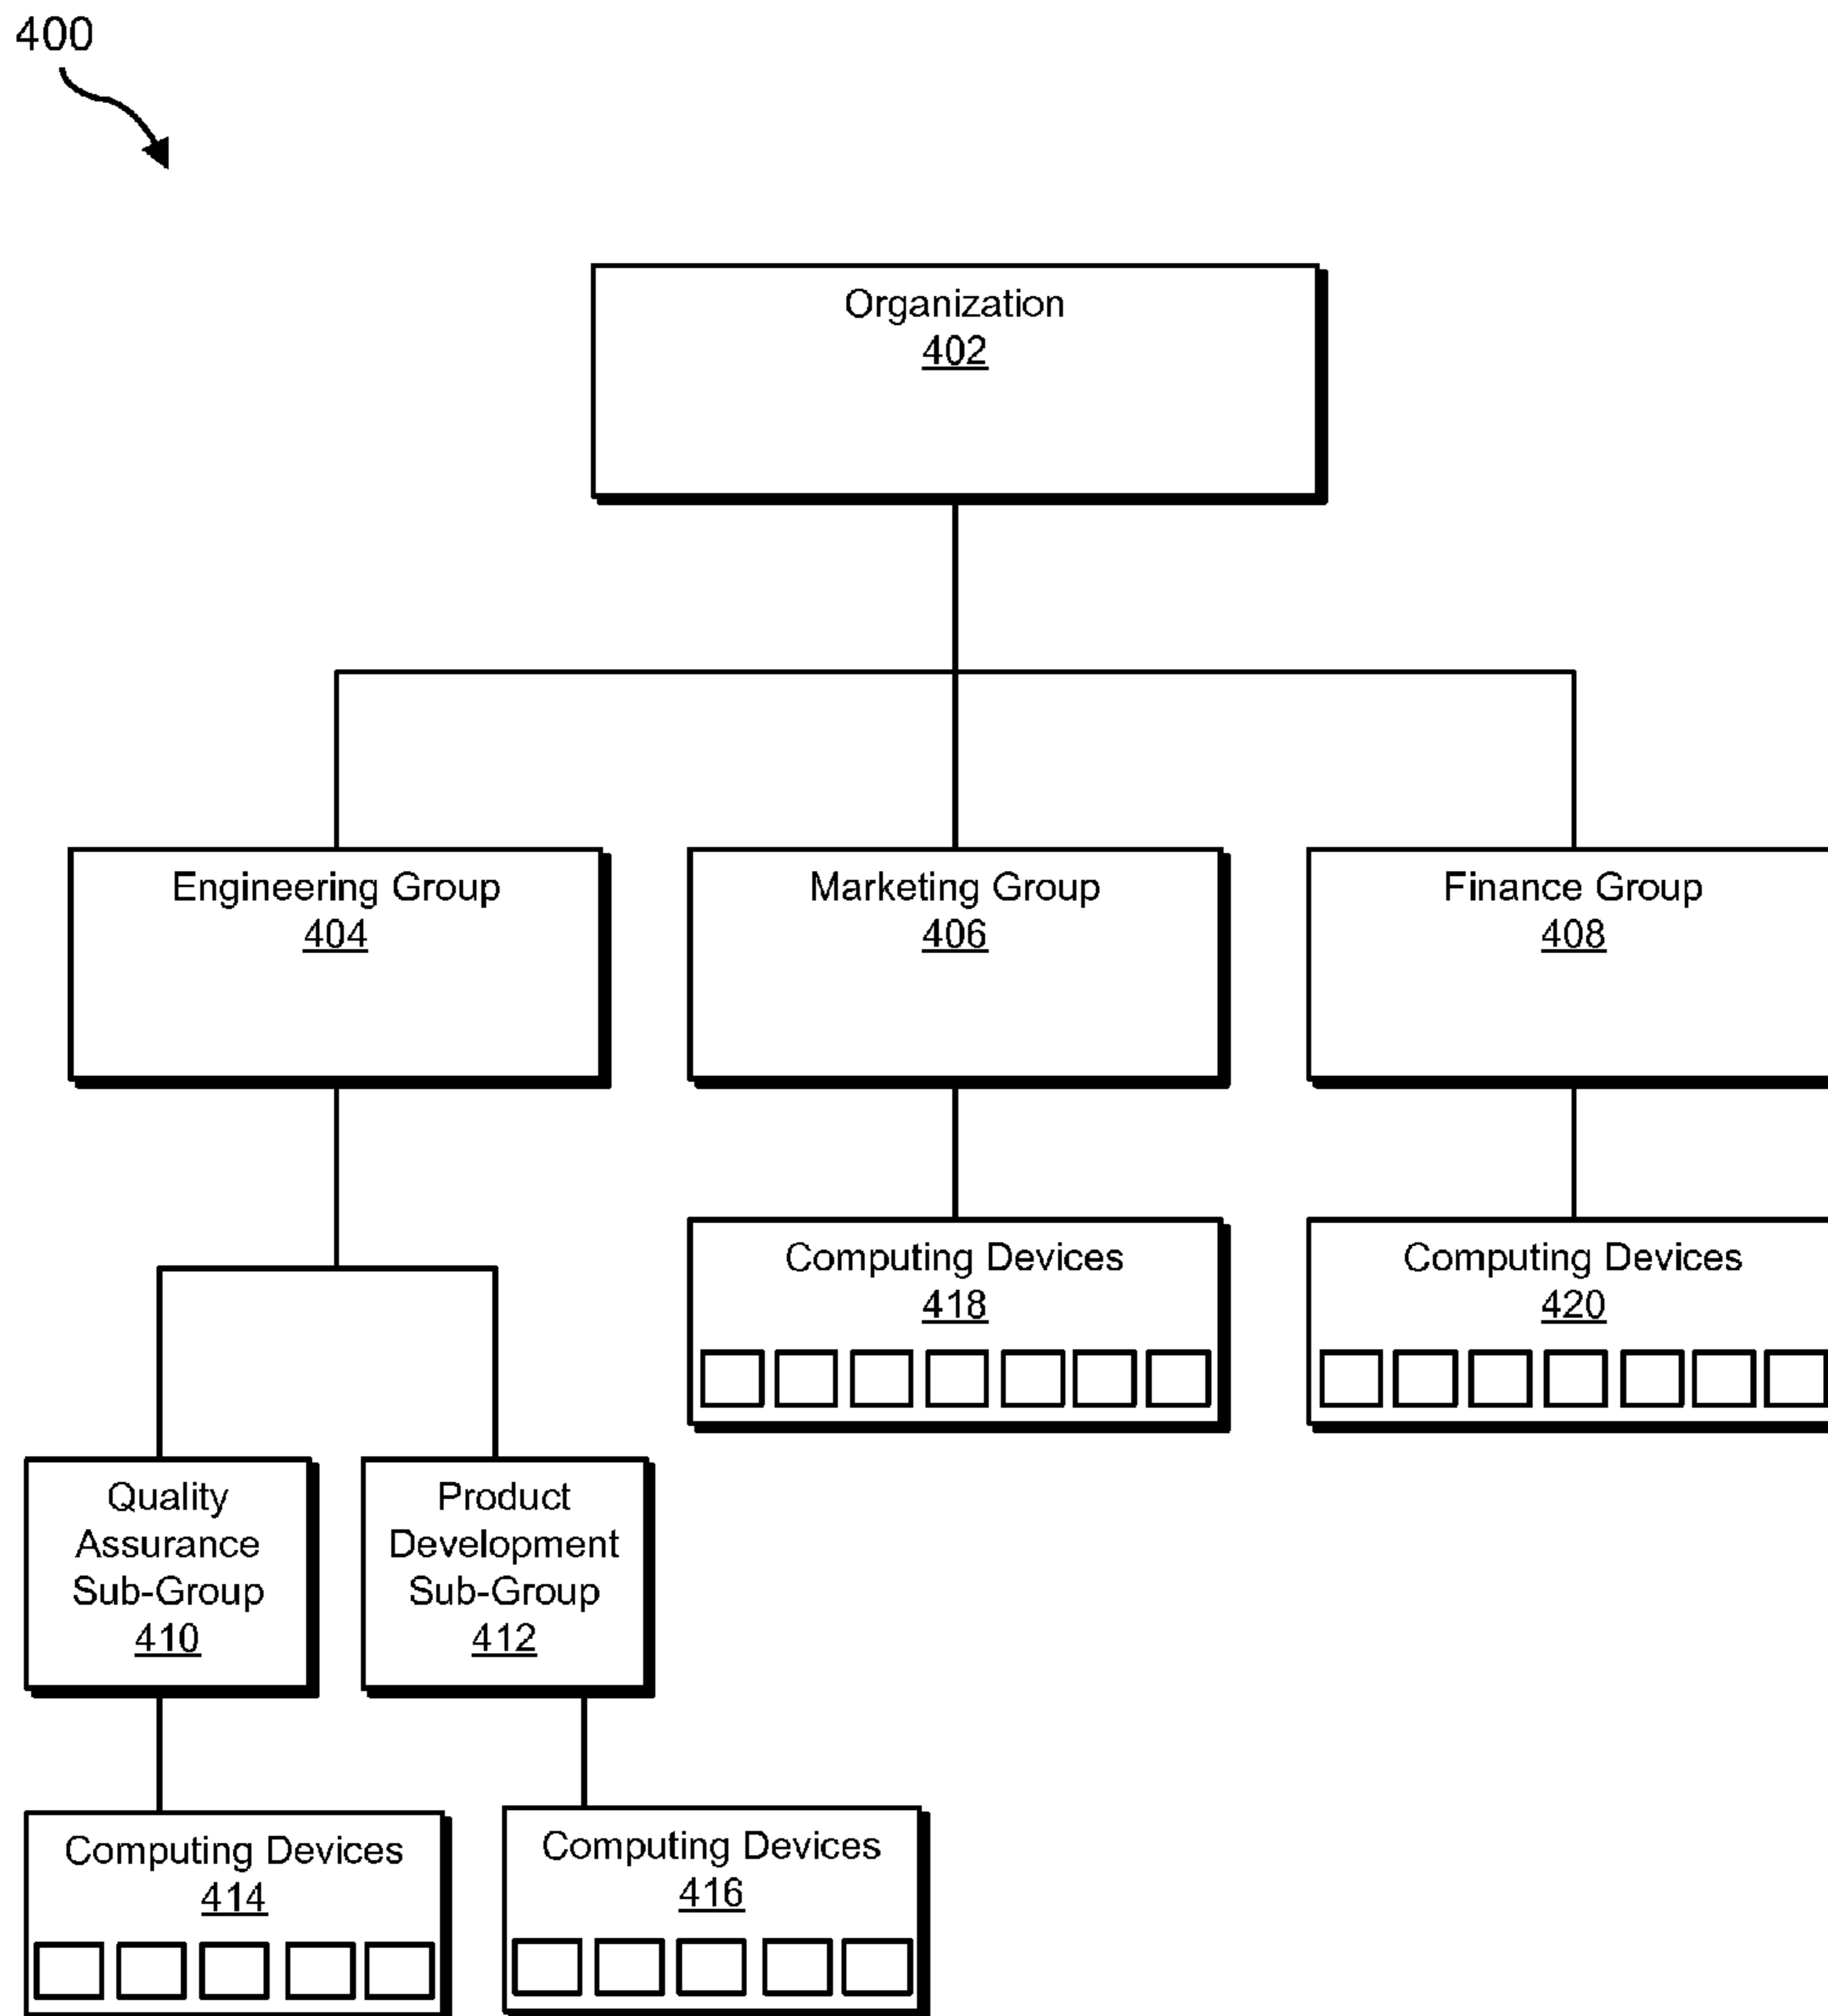 400
Organization
402
Engineering Group
404
Marketing Group
406
Finance Group
408
Computing Devices
418
Computing Devices
420
Quality
Assurance
Sub-Group
410
Product
Development
Sub-Group
412
Computing Devices
414
Computing Devices
416